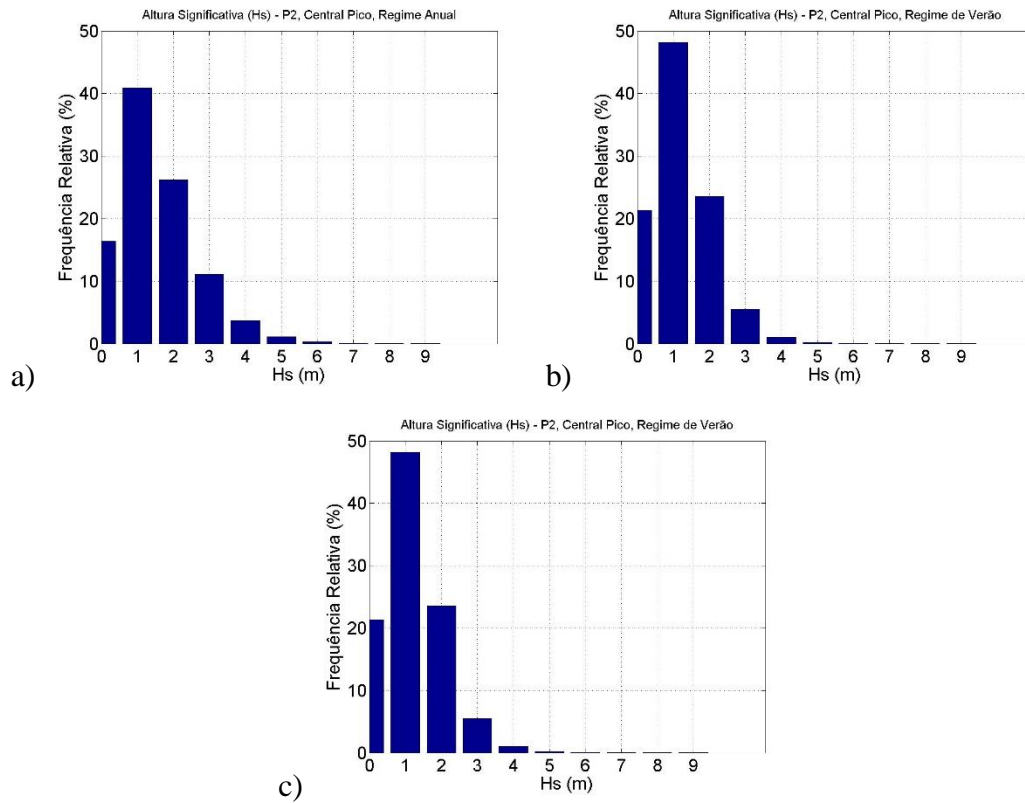 Altura Significativa (Hs) - P2, Central Pico, Regime Anual
50
40
30
20
10
0
Frequência Relativa (%)
0 1 2 3 4 5 6 7 8 9
Hs (m)
a)
Altura Significativa (Hs) - P2, Central Pico, Regime de Verão
50
40
30
20
10
0
Frequência Relativa (%)
0 1 2 3 4 5 6 7 8 9
Hs (m)
b)
Altura Significativa (Hs) - P2, Central Pico, Regime de Verão
50
40
30
20
10
0
Frequência Relativa (%)
0 1 2 3 4 5 6 7 8 9
Hs (m)
c)